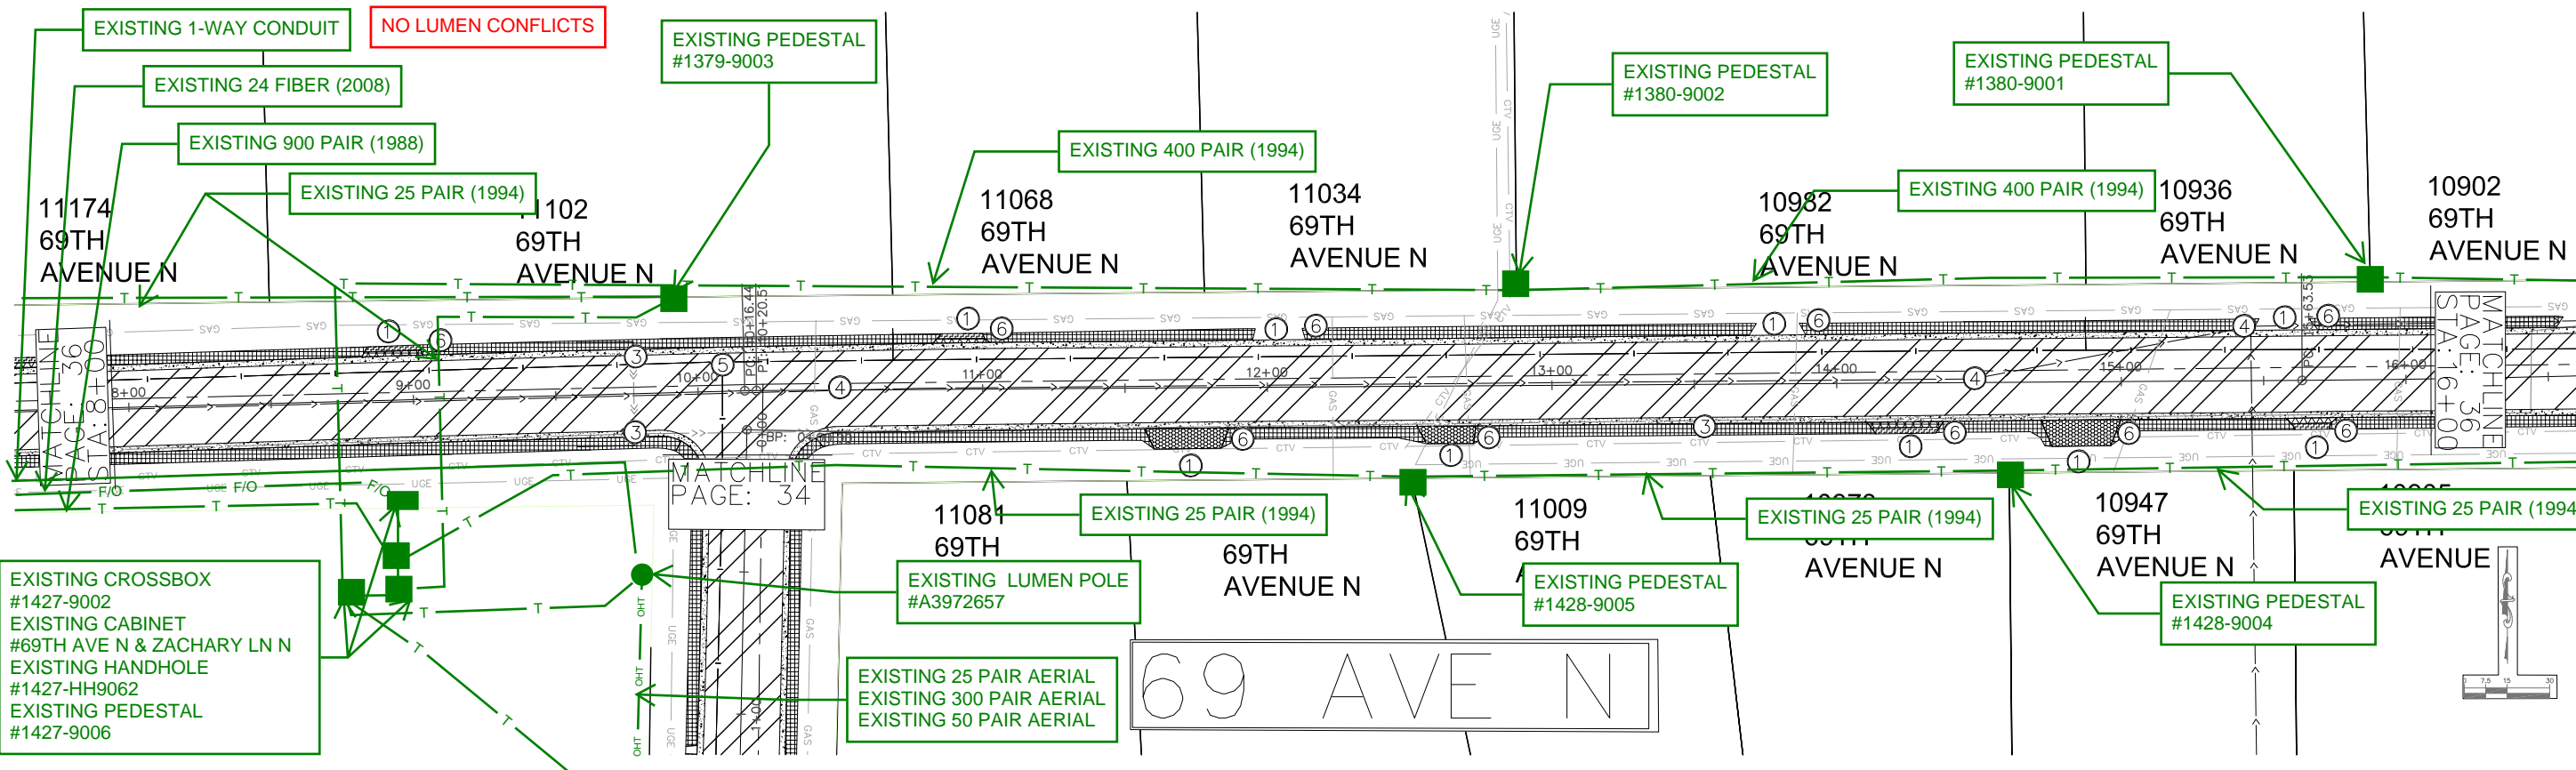 EXISTING 1-WAY CONDUIT
NO LUMEN CONFLICTS
EXISTING PEDESTAL
#1379-9003
EXISTING PEDESTAL
#1380-9002
EXISTING PEDESTAL
#1380-9001
EXISTING 24 FIBER (2008)
EXISTING 900 PAIR (1988)
EXISTING 25 PAIR (1994)
EXISTING 400 PAIR (1994)
EXISTING 400 PAIR (1994)
11174
69TH
AVENUE N
11102
69TH
AVENUE N
11068
69TH
AVENUE N
11034
69TH
AVENUE N
10982
69TH
AVENUE N
10936
69TH
AVENUE N
10902
69TH
AVENUE N
MATCHLINE
PAGE: 36
STA: 8+00
8+00
9+00
10+00
11+00
12+00
13+00
14+00
15+00
16+00
MATCHLINE
PAGE: 36
STA: 16+00
MATCHLINE
PAGE: 34
11081
69TH
EXISTING 25 PAIR (1994)
69TH
AVENUE N
11009
69TH
EXISTING 25 PAIR (1994)
AVENUE N
10947
69TH
AVENUE N
EXISTING 25 PAIR (1994
AVENUE
EXISTING CROSSBOX
#1427-9002
EXISTING CABINET
#69TH AVE N & ZACHARY LN N
EXISTING HANDHOLE
#1427-HH9062
EXISTING PEDESTAL
#1427-9006
EXISTING LUMEN POLE
#A3972657
EXISTING PEDESTAL
#1428-9005
EXISTING PEDESTAL
#1428-9004
EXISTING 25 PAIR AERIAL
EXISTING 300 PAIR AERIAL
EXISTING 50 PAIR AERIAL
69 AVE N
1+00
0 7.5 15 30